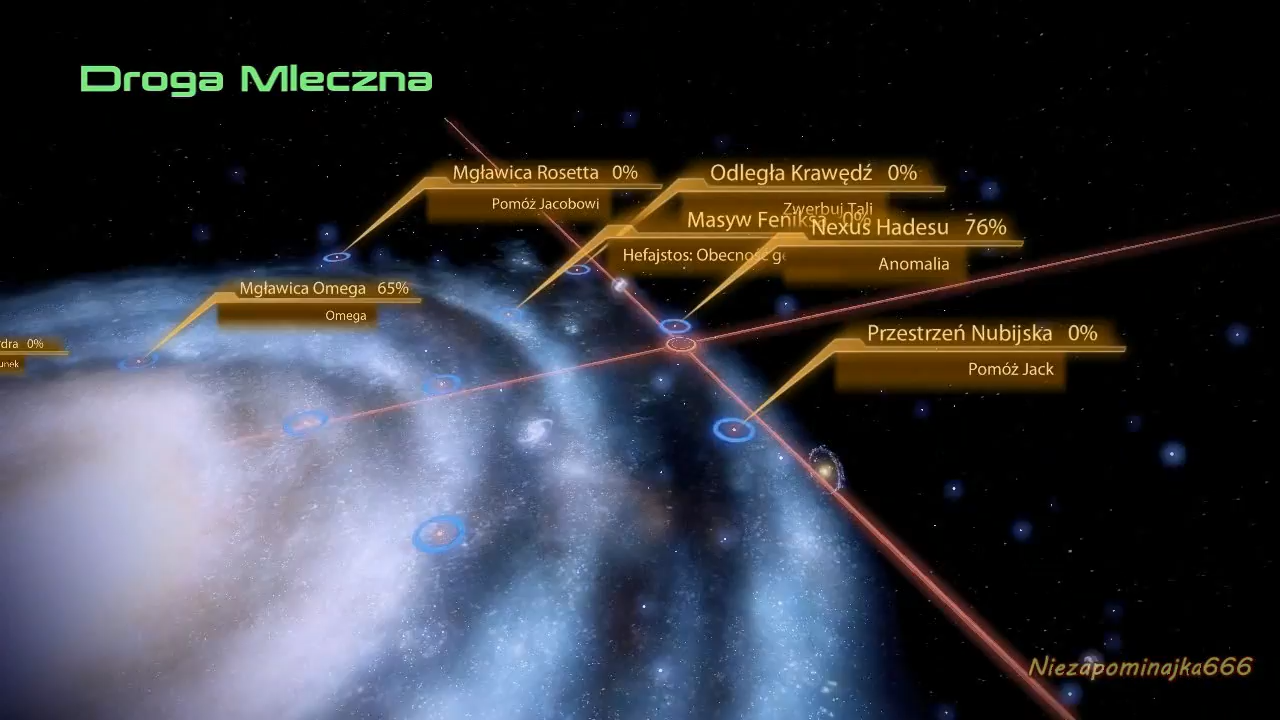 Droga Mleczna
Mgławica Rosetta 0%
Pomóż Jacobowi
Odległa Krawędź 0%
Zwerbuj Tali
Masyw Feniksa 0%
Hefajstos: Obecność
Nexus Hadesu 76%
Anomalia
Mgławica Omega 65%
Omega
0%
Przestrzeń Nubijska 0%
Pomóż Jack
Niezapominajka666